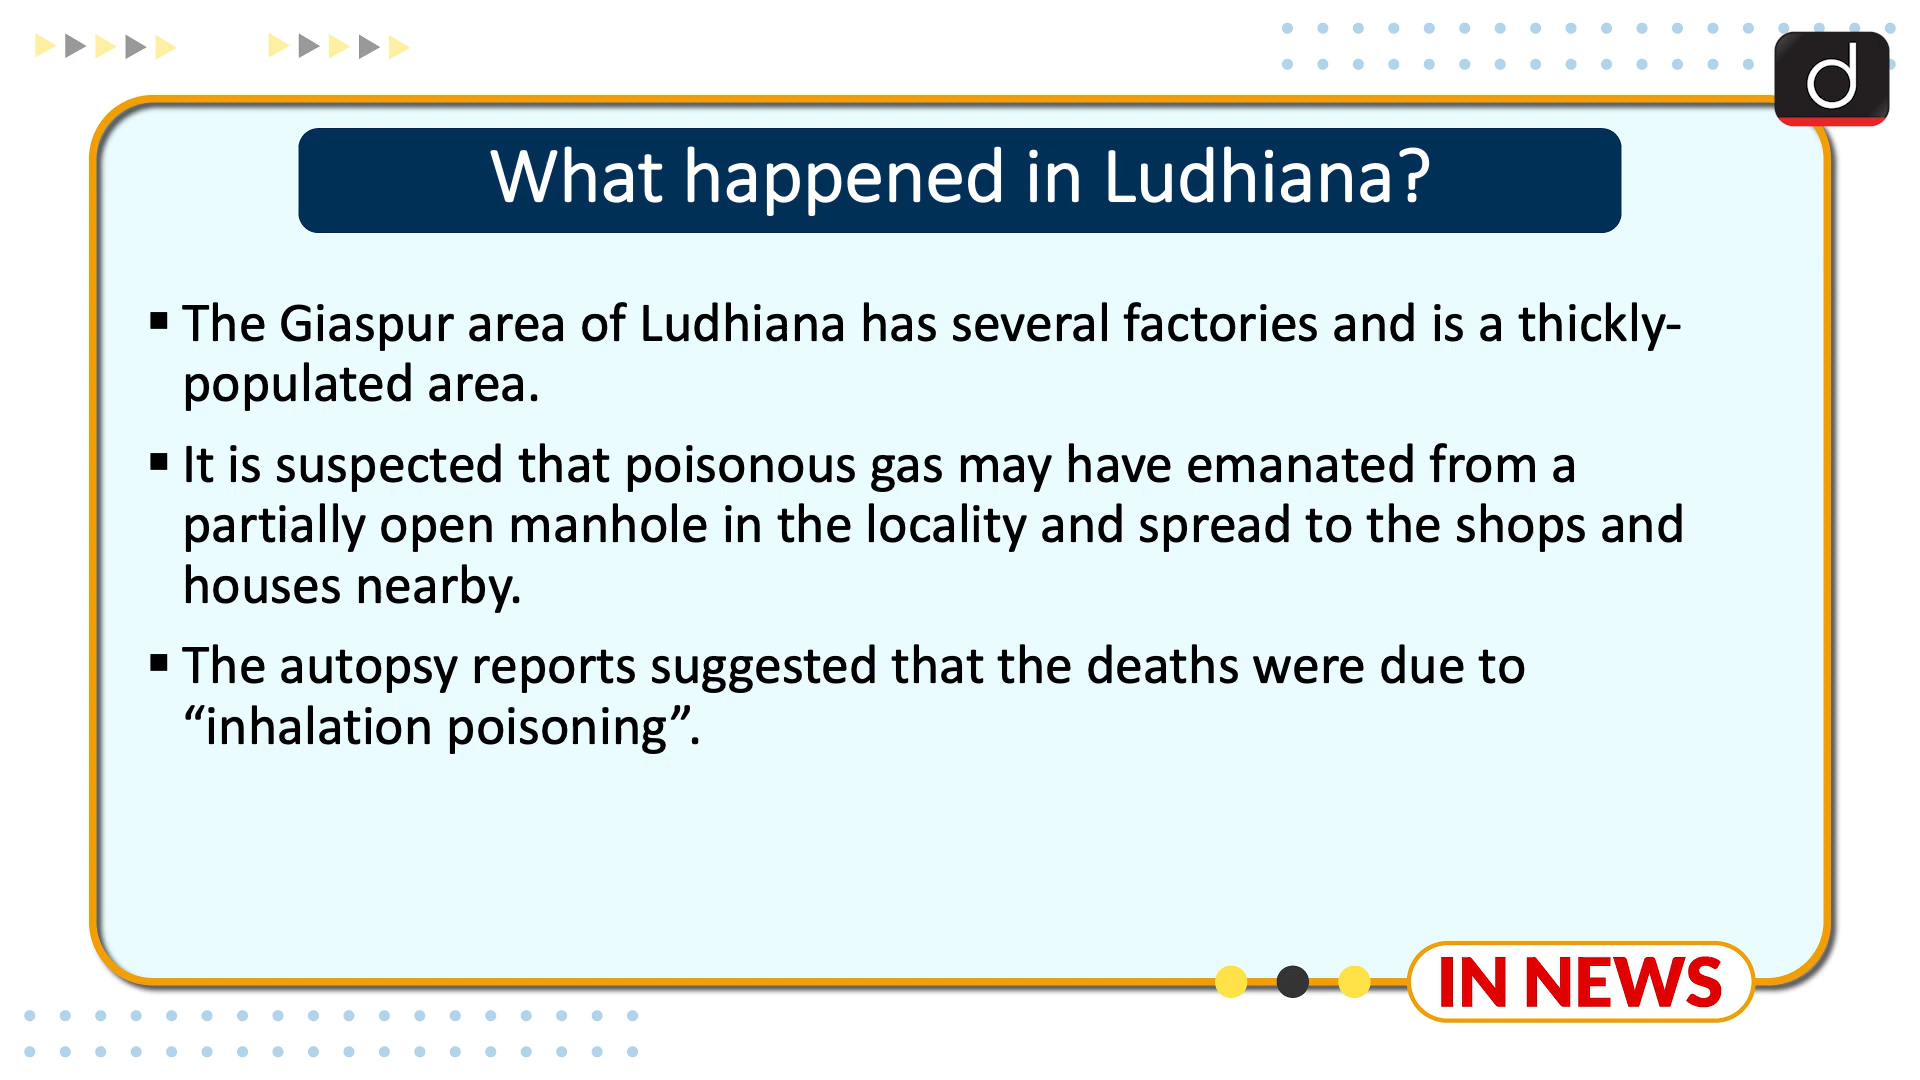 d
What happened in Ludhiana?
▪ The Giaspur area of Ludhiana has several factories and is a thickly-
populated area.
▪ It is suspected that poisonous gas may have emanated from a
partially open manhole in the locality and spread to the shops and
houses nearby.
▪ The autopsy reports suggested that the deaths were due to
“inhalation poisoning”.
IN NEWS